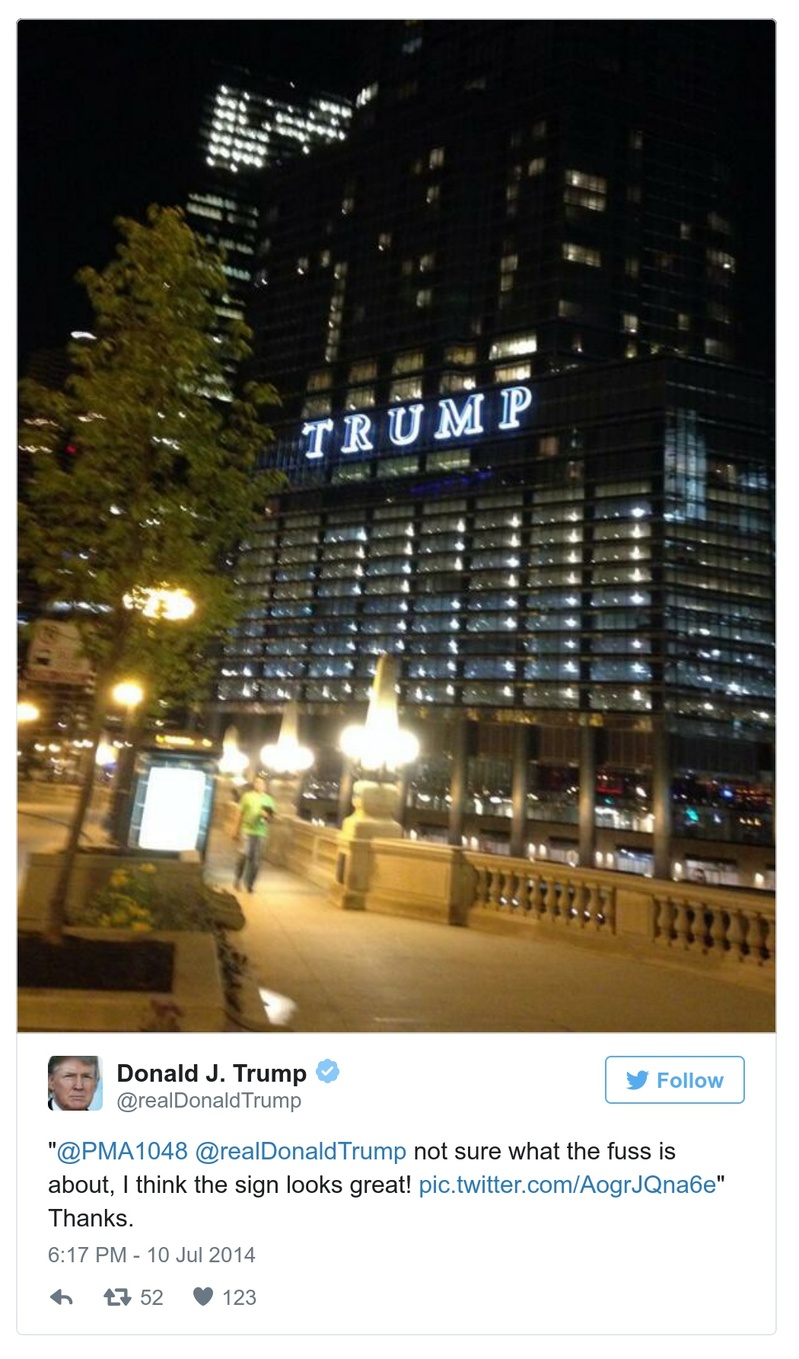 TRUMP
Donald J. Trump
@realDonaldTrump
Follow
"@PMA1048 @realDonaldTrump not sure what the fuss is
about, I think the sign looks great! pic.twitter.com/AogrJQna6e"
Thanks.
6:17 PM - 10 Jul 2014
52 123